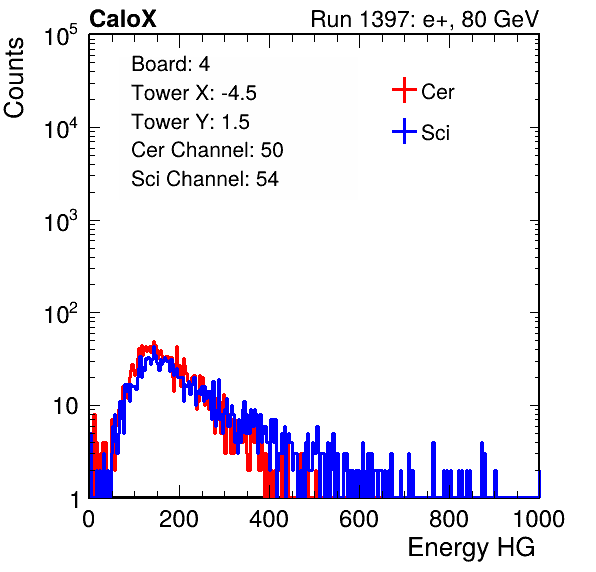 CaloX Run 1397: e+, 80 GeV
Counts
10^5
10^4
10^3
10^2
10
1
Board: 4
Tower X: -4.5
Tower Y: 1.5
Cer Channel: 50
Sci Channel: 54
Cer
Sci
0 200 400 600 800 1000
Energy HG